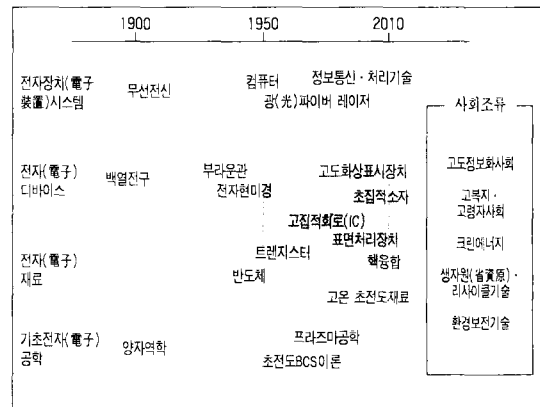 1900 1950 2010
전자장치(電子
裝置)시스템
무선전신
컴퓨터
정보통신·처리기술
광(光)파이버 레이저
사회조류
전자(電子)
디바이스
백열전구
부라운관
전자현미경
고도화상표시장치
초집적소자
고집적회로(IC)
표면처리장치
핵융합
전자(電子)
재료
트렌지스터
반도체
고온 초전도재료
기초전자(電子)
공학
양자역학
프라즈마공학
초전도BCS이론
고도정보화사회
고복지·
고령자사회
크린에너지
생자원(省資原)·
리사이클기술
환경보전기술